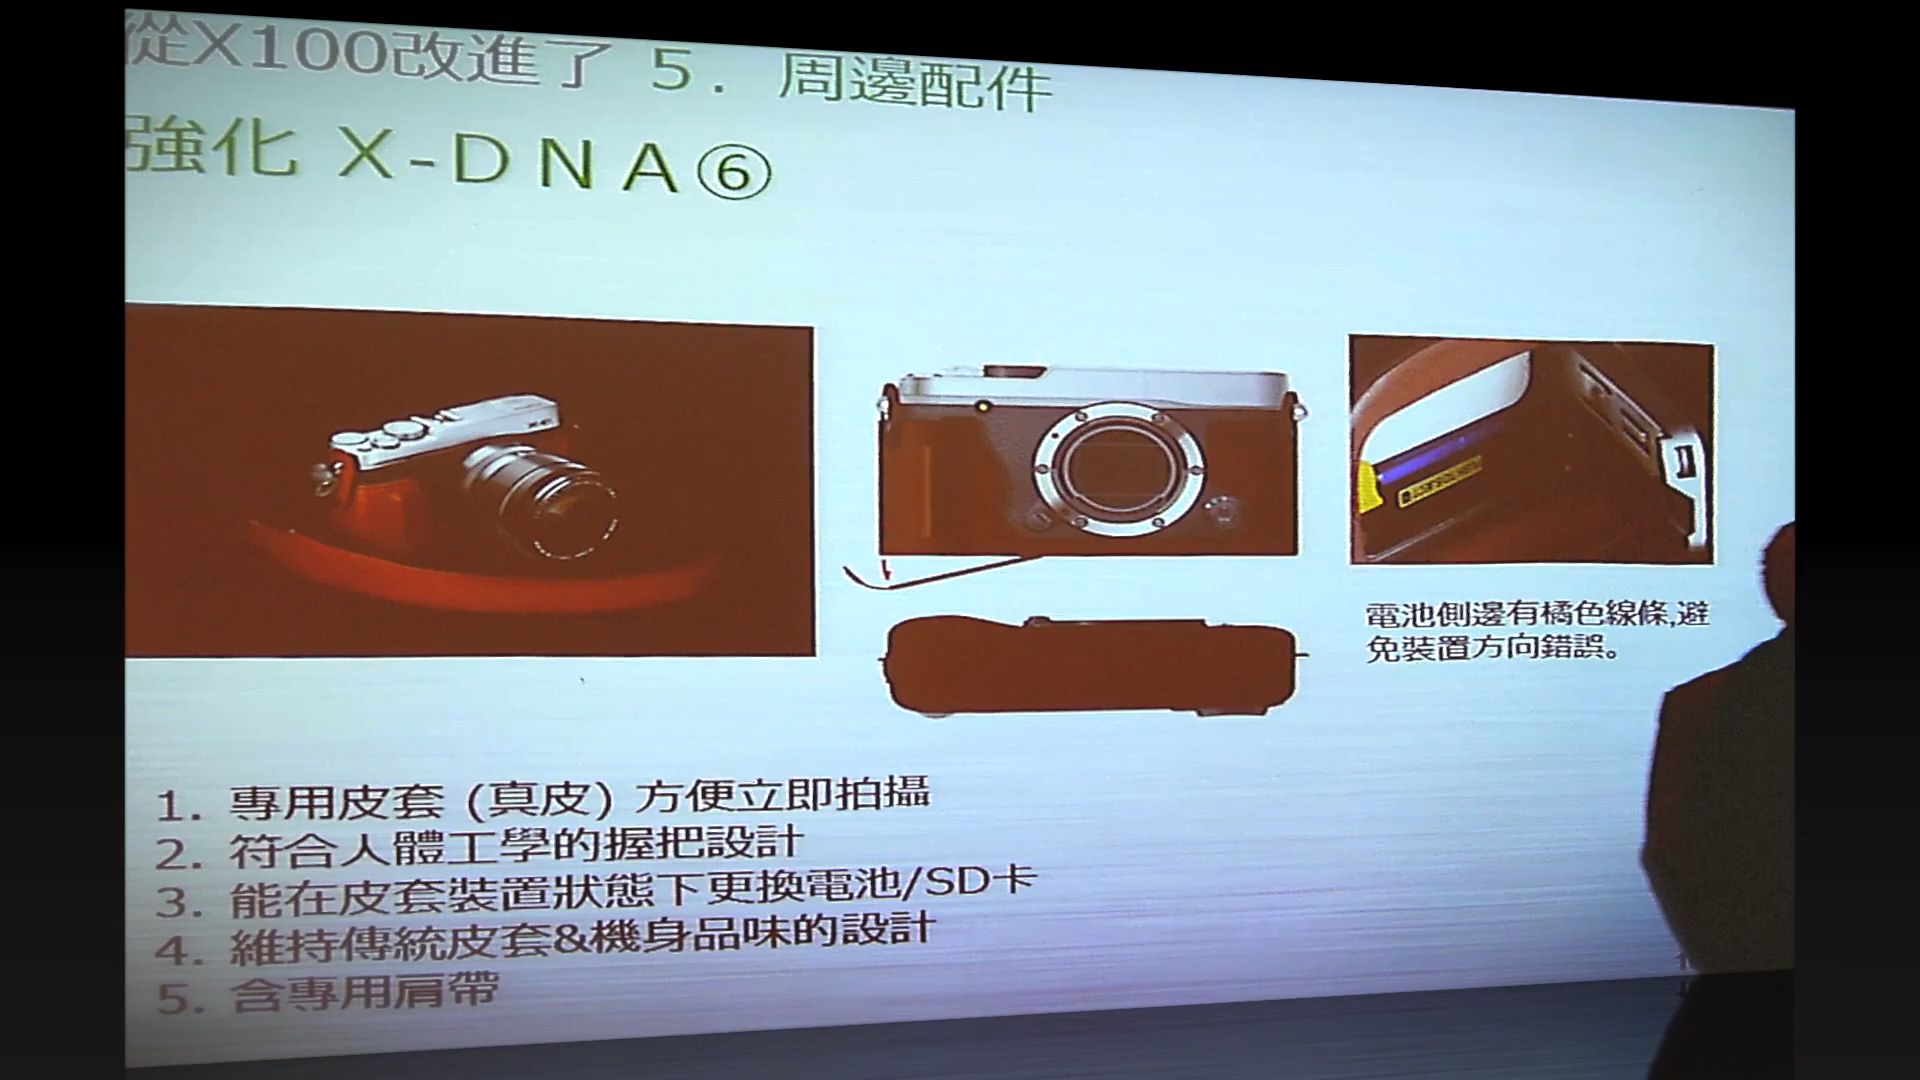 從X100改進了 5. 周邊配件
強化 X-DNA⑥
電池側邊有橘色線條,避
免裝置方向錯誤。
1. 專用皮套 (真皮) 方便立即拍攝
2. 符合人體工學的握把設計
3. 能在皮套裝置狀態下更換電池/SD卡
4. 維持傳統皮套&機身品味的設計
5. 含專用肩帶